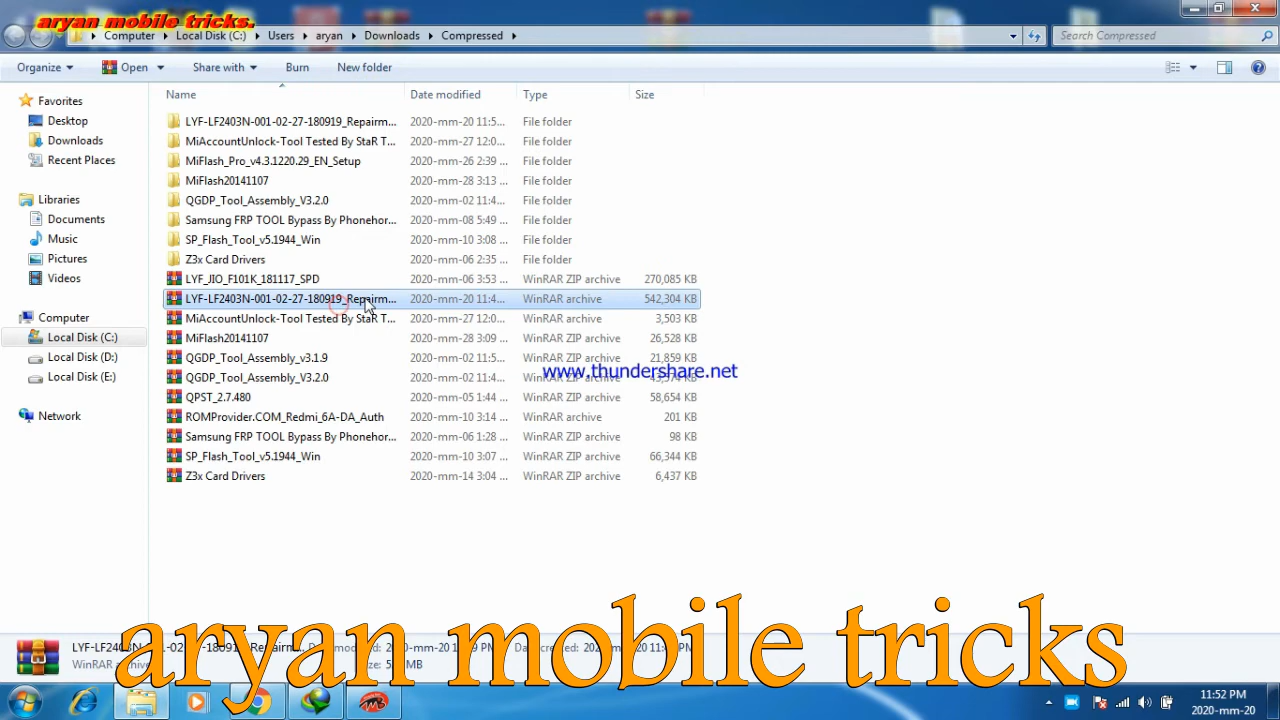 aryan mobile tricks.
Computer Local Disk (C:) Users aryan Downloads Compressed Search Compressed
Organize Open Share with Burn New folder
Name Date modified Type Size
Favorites
Desktop
Downloads
Recent Places
Libraries
Documents
Music
Pictures
Videos
Computer
Local Disk (C:)
Local Disk (D:)
Local Disk (E:)
Network
LYF-LF2403N-001-02-27-180919_Repairm... 2020-mm-20 11:5... File folder
MiAccountUnlock-Tool Tested By StaR T... 2020-mm-27 12:0... File folder
MiFlash_Pro_v4.3.1220.29_EN_Setup 2020-mm-26 2:39 ... File folder
MiFlash20141107 2020-mm-28 3:13 ... File folder
QGDP_Tool_Assembly_V3.2.0 2020-mm-02 11:4... File folder
Samsung FRP TOOL Bypass By Phonehor... 2020-mm-08 5:49 ... File folder
SP_Flash_Tool_v5.1944_Win 2020-mm-10 3:08 ... File folder
Z3x Card Drivers 2020-mm-06 2:35 ... File folder
LYF_JIO_F101K_181117_SPD 2020-mm-06 3:53 ... WinRAR ZIP archive 270,085 KB
LYF-LF2403N-001-02-27-180919_Repairm... 2020-mm-20 11:4... WinRAR archive 542,304 KB
MiAccountUnlock-Tool Tested By StaR T... 2020-mm-27 12:0... WinRAR archive 3,503 KB
MiFlash20141107 2020-mm-28 3:09 ... WinRAR ZIP archive 26,528 KB
QGDP_Tool_Assembly_v3.1.9 2020-mm-02 11:5... WinRAR ZIP archive 21,859 KB
www.thundershare.net
QGDP_Tool_Assembly_V3.2.0 2020-mm-02 11:4... WinRAR ZIP archive
QPST_2.7.480 2020-mm-05 1:44 ... WinRAR ZIP archive 58,654 KB
ROMProvider.COM_Redmi_6A-DA_Auth 2020-mm-10 3:14 ... WinRAR archive 201 KB
Samsung FRP TOOL Bypass By Phonehor... 2020-mm-06 1:28 ... WinRAR ZIP archive 98 KB
SP_Flash_Tool_v5.1944_Win 2020-mm-10 3:07 ... WinRAR ZIP archive 66,344 KB
Z3x Card Drivers 2020-mm-14 3:04 ... WinRAR ZIP archive 6,437 KB
aryan mobile tricks
WinRAR
11:52 PM
2020-mm-20